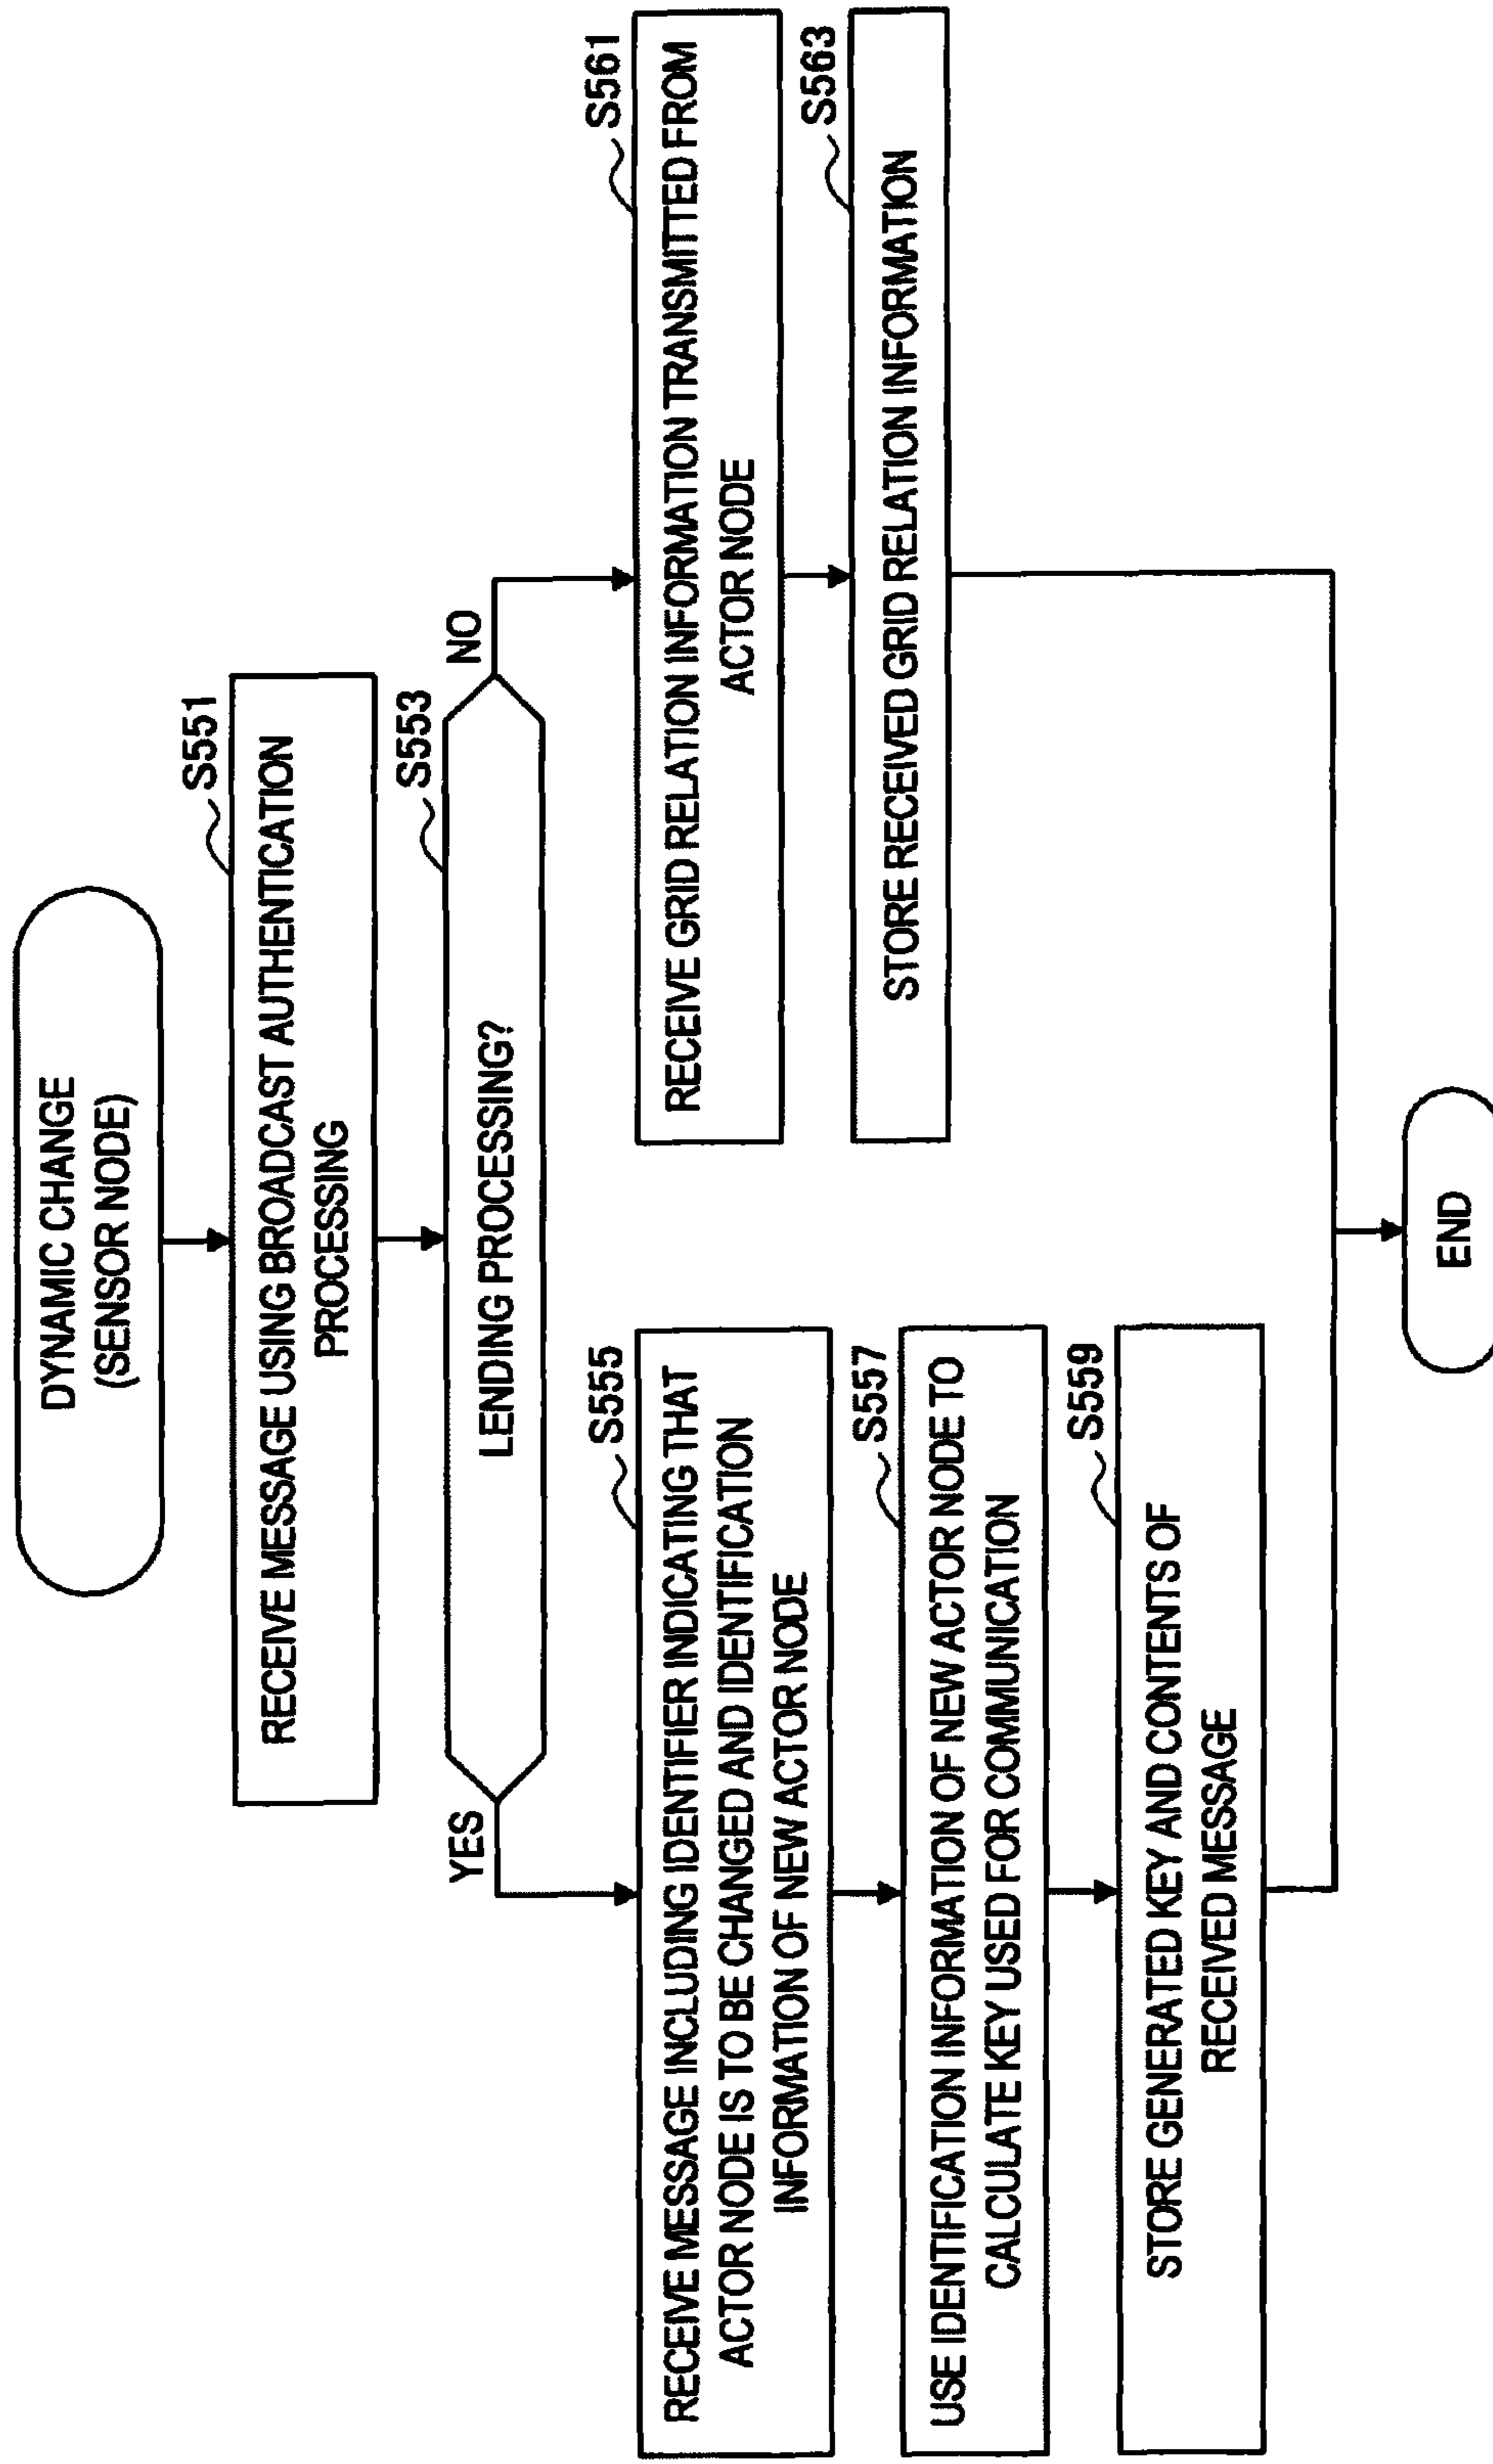 DYNAMIC CHANGE
(SENSOR NODE)
S551
RECEIVE MESSAGE USING BROADCAST AUTHENTICATION
PROCESSING
S553
LENDING PROCESSING?
YES
NO
S555
RECEIVE MESSAGE INCLUDING IDENTIFIER INDICATING THAT
ACTOR NODE IS TO BE CHANGED AND IDENTIFICATION
INFORMATION OF NEW ACTOR NODE
S557
USE IDENTIFICATION INFORMATION OF NEW ACTOR NODE TO
CALCULATE KEY USED FOR COMMUNICATION
S559
STORE GENERATED KEY AND CONTENTS OF
RECEIVED MESSAGE
S561
RECEIVE GRID RELATION INFORMATION TRANSMITTED FROM
ACTOR NODE
S563
STORE RECEIVED GRID RELATION INFORMATION
END